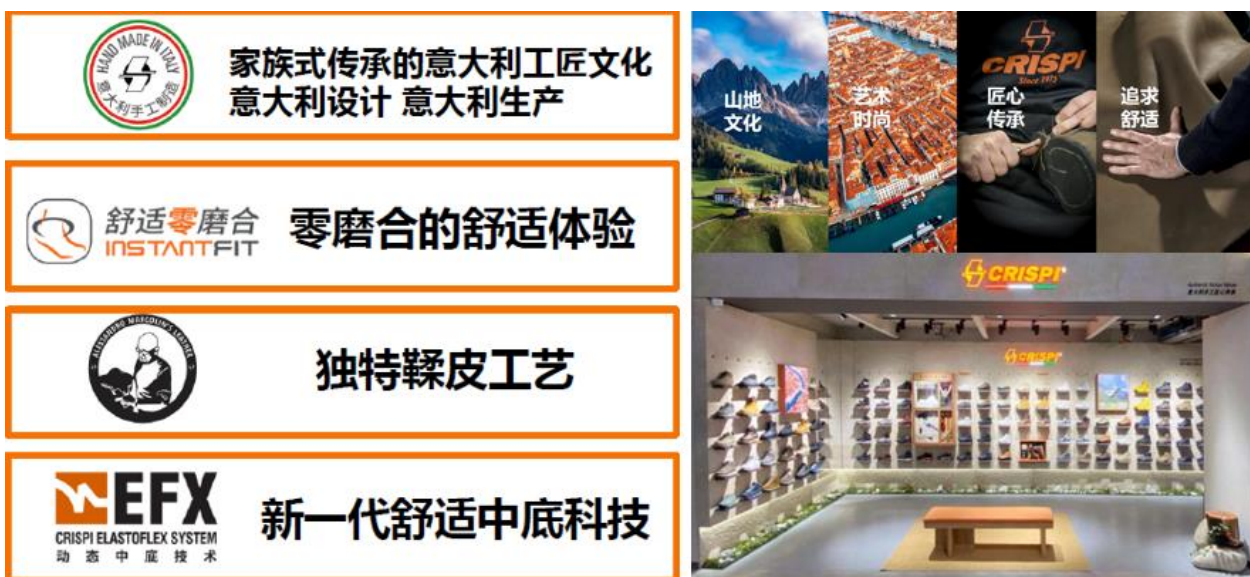 HAND MADE IN ITALY
意大利手工制造
家族式传承的意大利工匠文化
意大利设计 意大利生产
舒适零磨合
INSTANTFIT
零磨合的舒适体验
ALESSANDRO MARCOLIN'S LEATHER
独特鞣皮工艺
EFX
CRISPI ELASTOFLEX SYSTEM
动态中底技术
新一代舒适中底科技
山地
文化
艺术
时尚
CRISPI
Since 1975
匠心
传承
追求
舒适
CRISPI
CRISPI